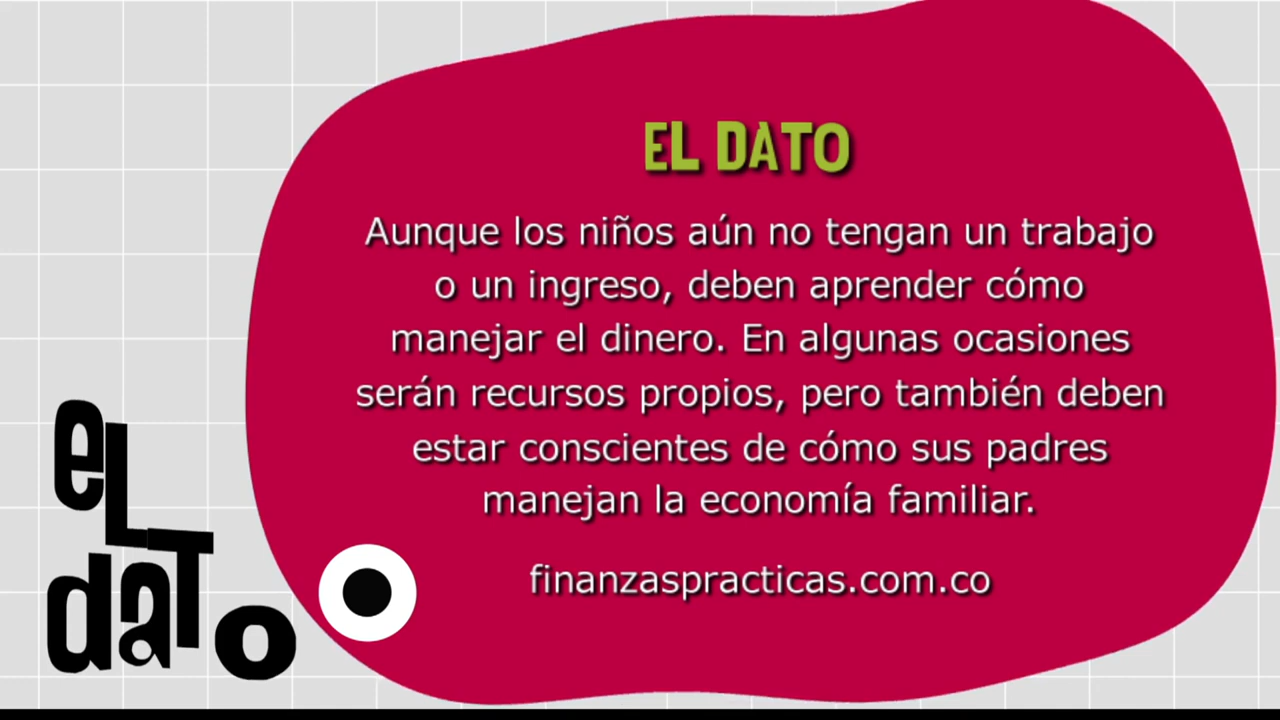 EL DATO
Aunque los niños aún no tengan un trabajo
o un ingreso, deben aprender cómo
manejar el dinero. En algunas ocasiones
serán recursos propios, pero también deben
estar conscientes de cómo sus padres
manejan la economía familiar.
finanzaspracticas.com.co
eL
daTo